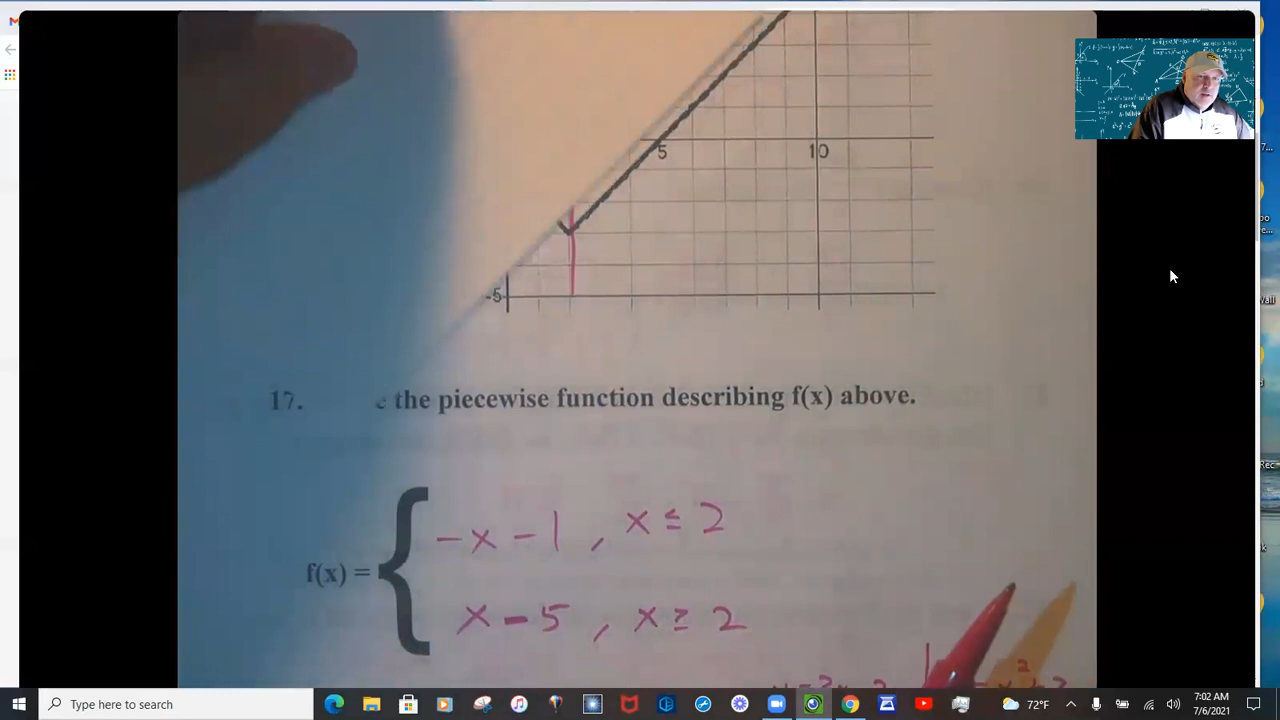 5
10
-5
17. the piecewise function describing f(x) above.
-x - 1 , x ≤ 2
f(x) = {
x - 5 , x ≥ 2
Type here to search
72°F
7:02 AM
7/6/2021